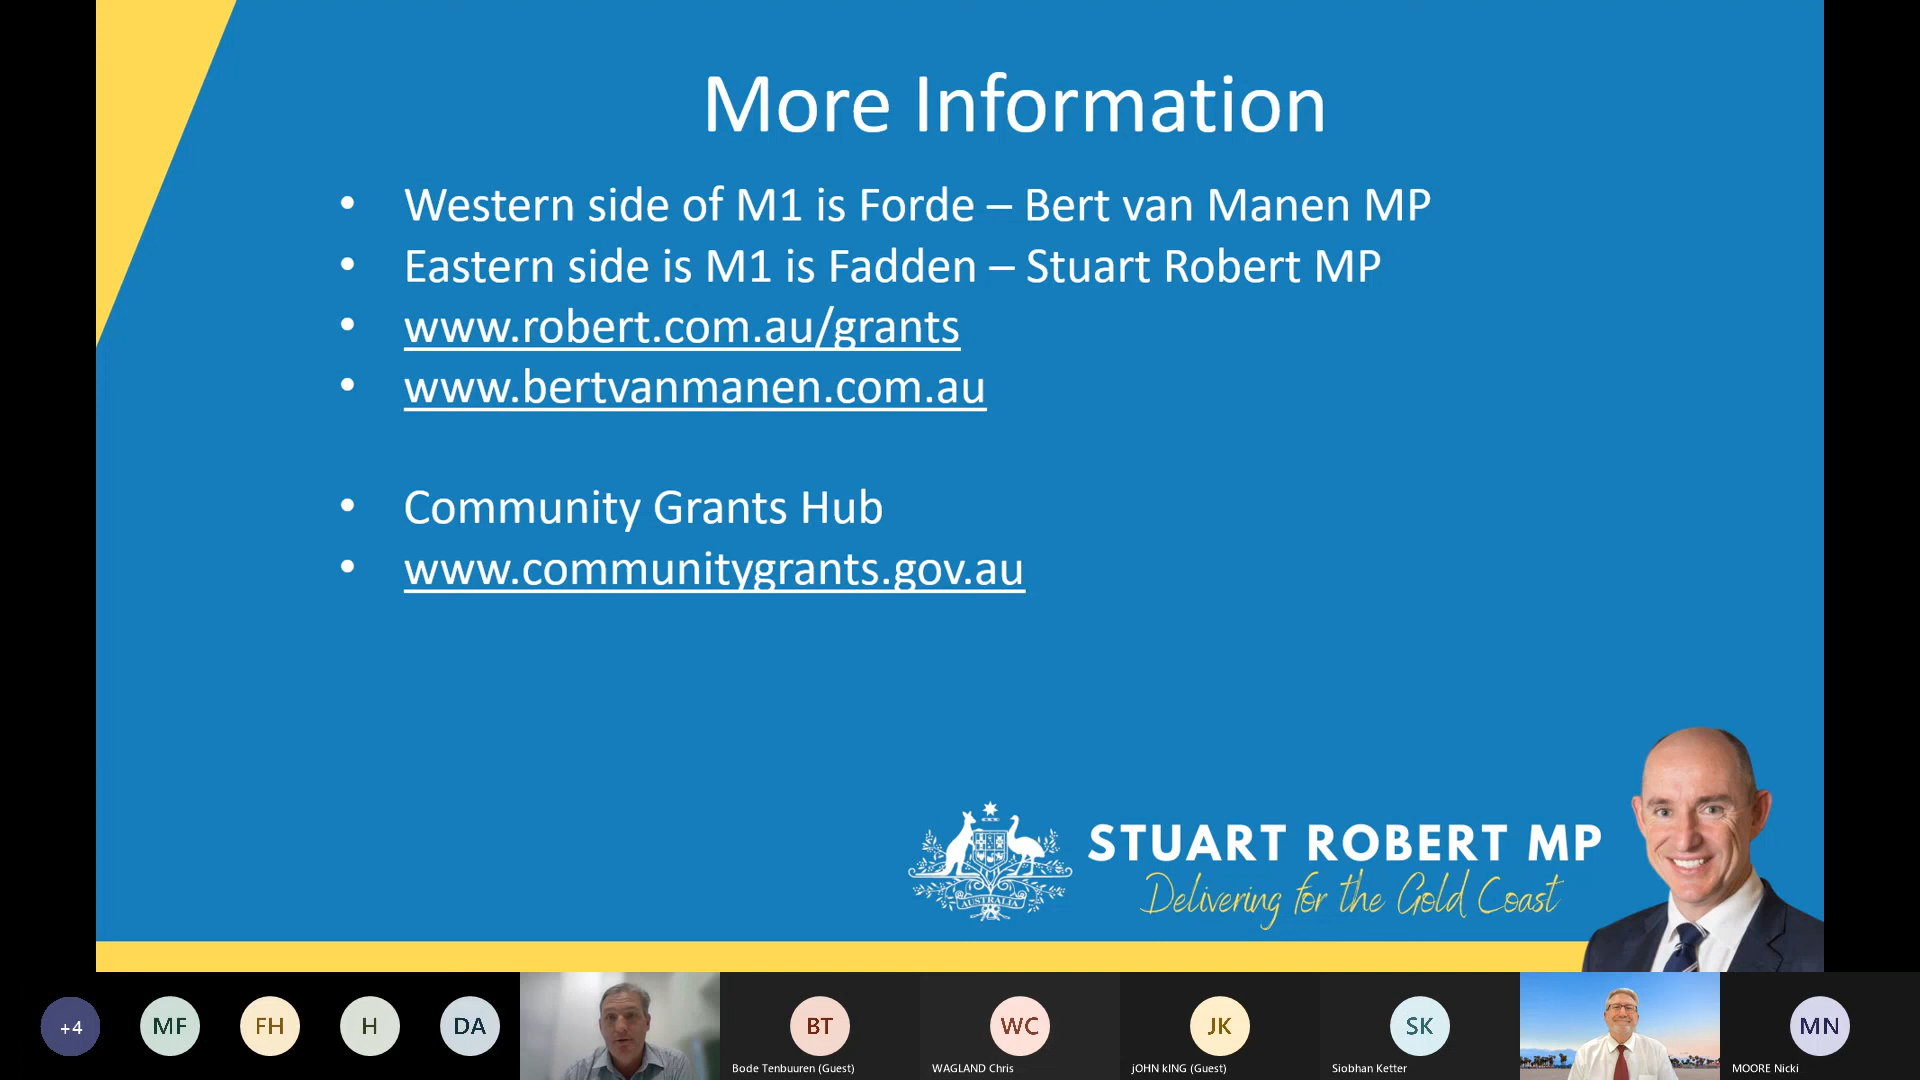 More Information
• Western side of M1 is Forde – Bert van Manen MP
• Eastern side is M1 is Fadden – Stuart Robert MP
• www.robert.com.au/grants
• www.bertvanmanen.com.au
• Community Grants Hub
• www.communitygrants.gov.au
AUSTRALIA
STUART ROBERT MP
Delivering for the Gold Coast
+4
MF
FH
H
DA
BT
WC
JK
SK
MN
Bode Tenbuuren (Guest)
WAGLAND Chris
jOHN kING (Guest)
Siobhan Ketter
MOORE Nicki